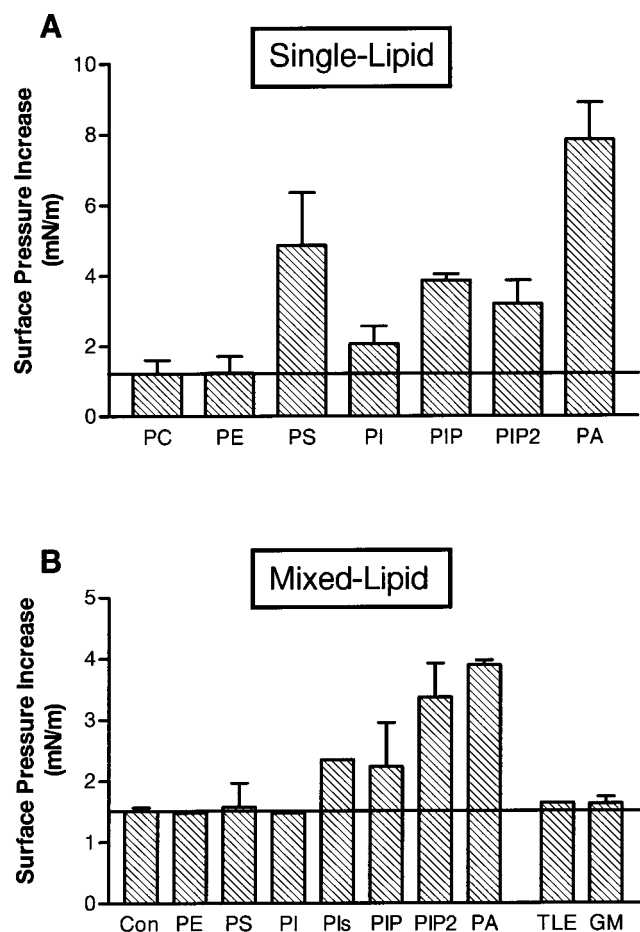 A
Single-Lipid
Surface Pressure Increase
(mN/m)
10
8
6
4
2
0
PC PE PS PI PIP PIP2 PA
B
Mixed-Lipid
Surface Pressure Increase
(mN/m)
5
4
3
2
1
0
Con PE PS PI PIs PIP PIP2 PA TLE GM